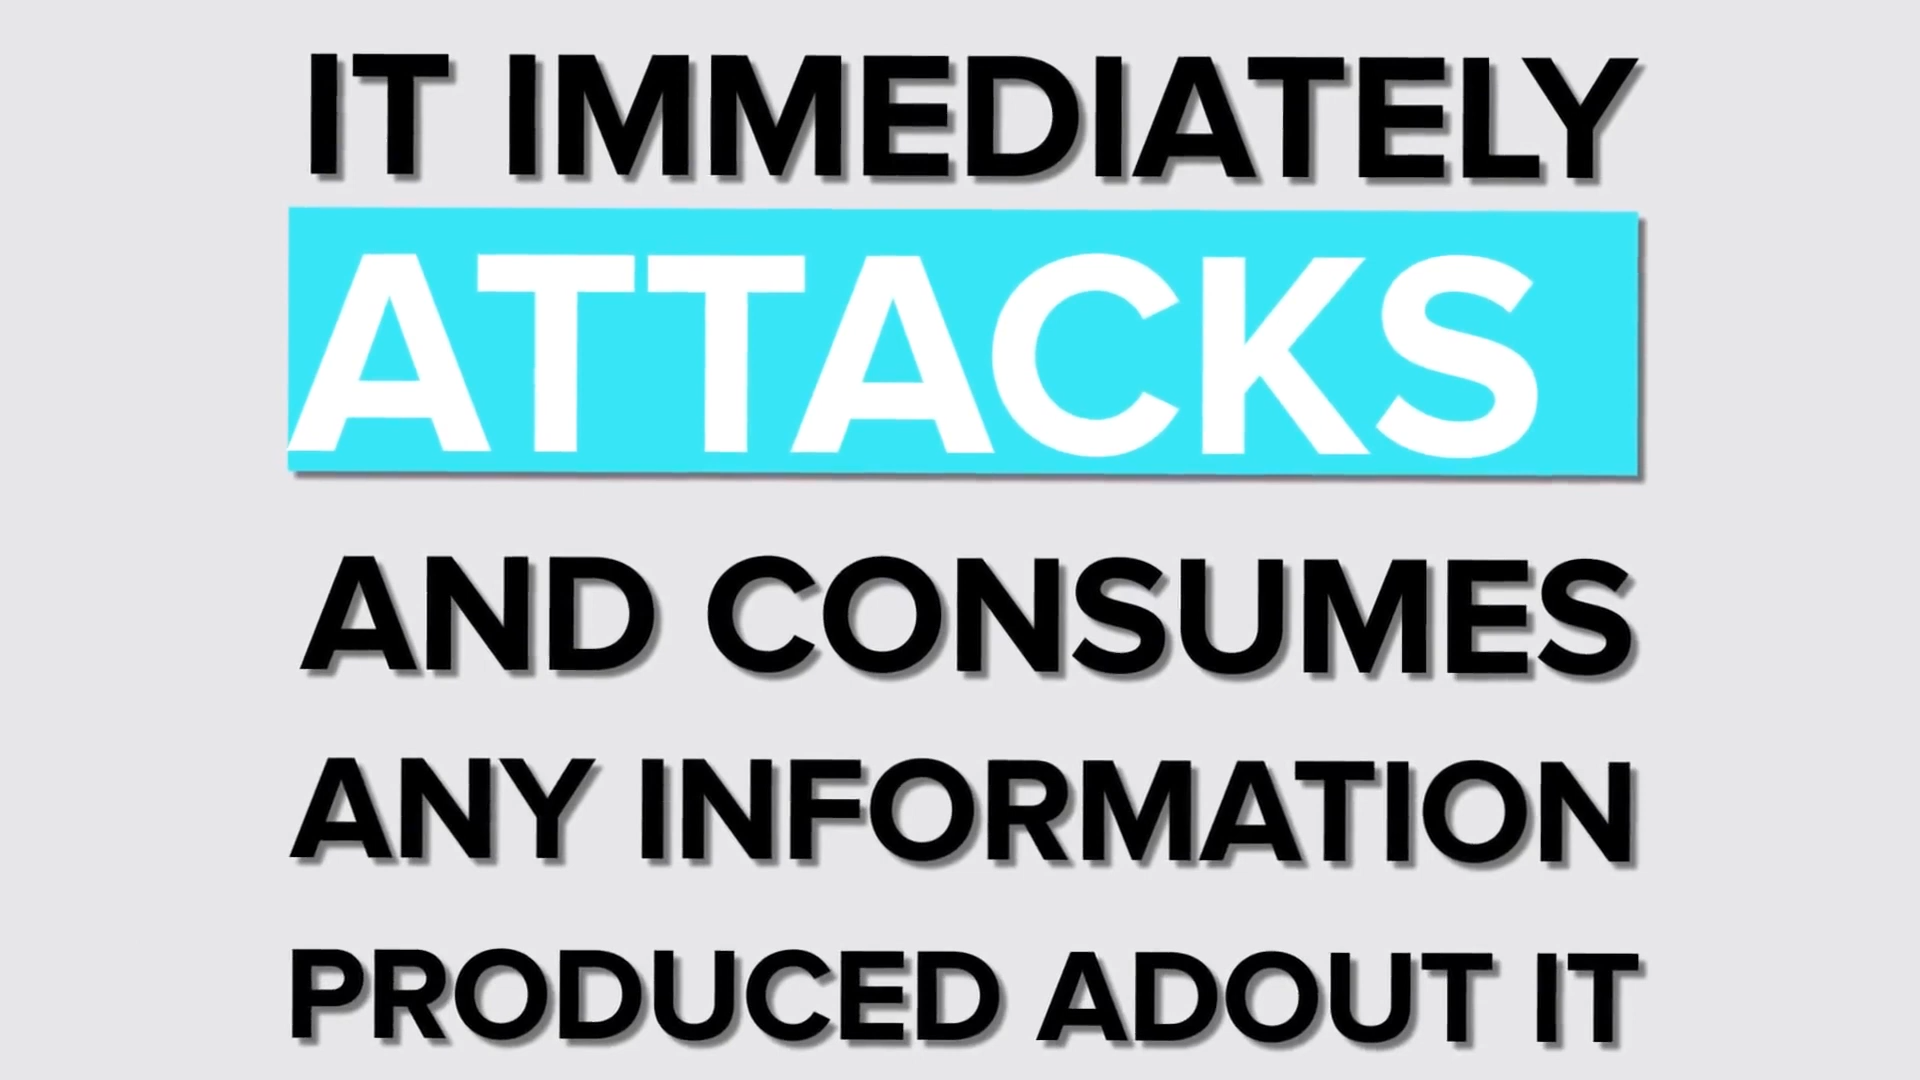 IT IMMEDIATELY
ATTACKS
AND CONSUMES
ANY INFORMATION
PRODUCED ADOUT IT